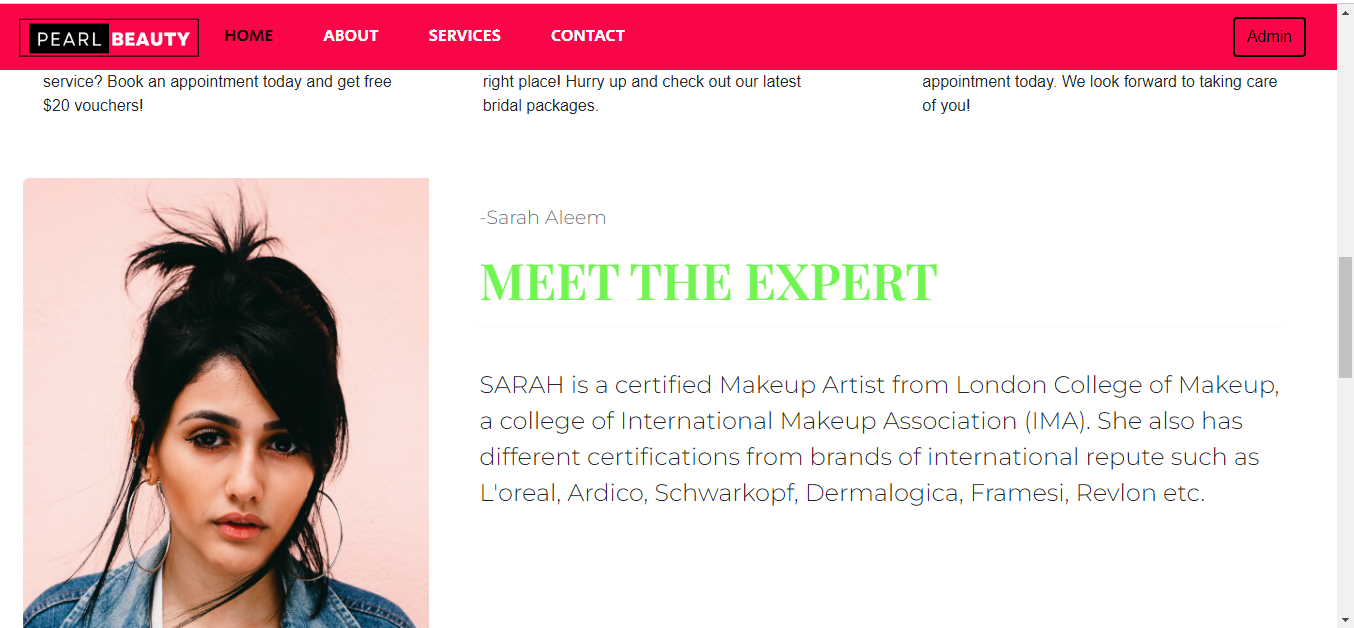 PEARL BEAUTY HOME ABOUT SERVICES CONTACT Admin
service? Book an appointment today and get free
$20 vouchers!
right place! Hurry up and check out our latest
bridal packages.
appointment today. We look forward to taking care
of you!
-Sarah Aleem
MEET THE EXPERT
SARAH is a certified Makeup Artist from London College of Makeup,
a college of International Makeup Association (IMA). She also has
different certifications from brands of international repute such as
L'oreal, Ardico, Schwarkopf, Dermalogica, Framesi, Revlon etc.